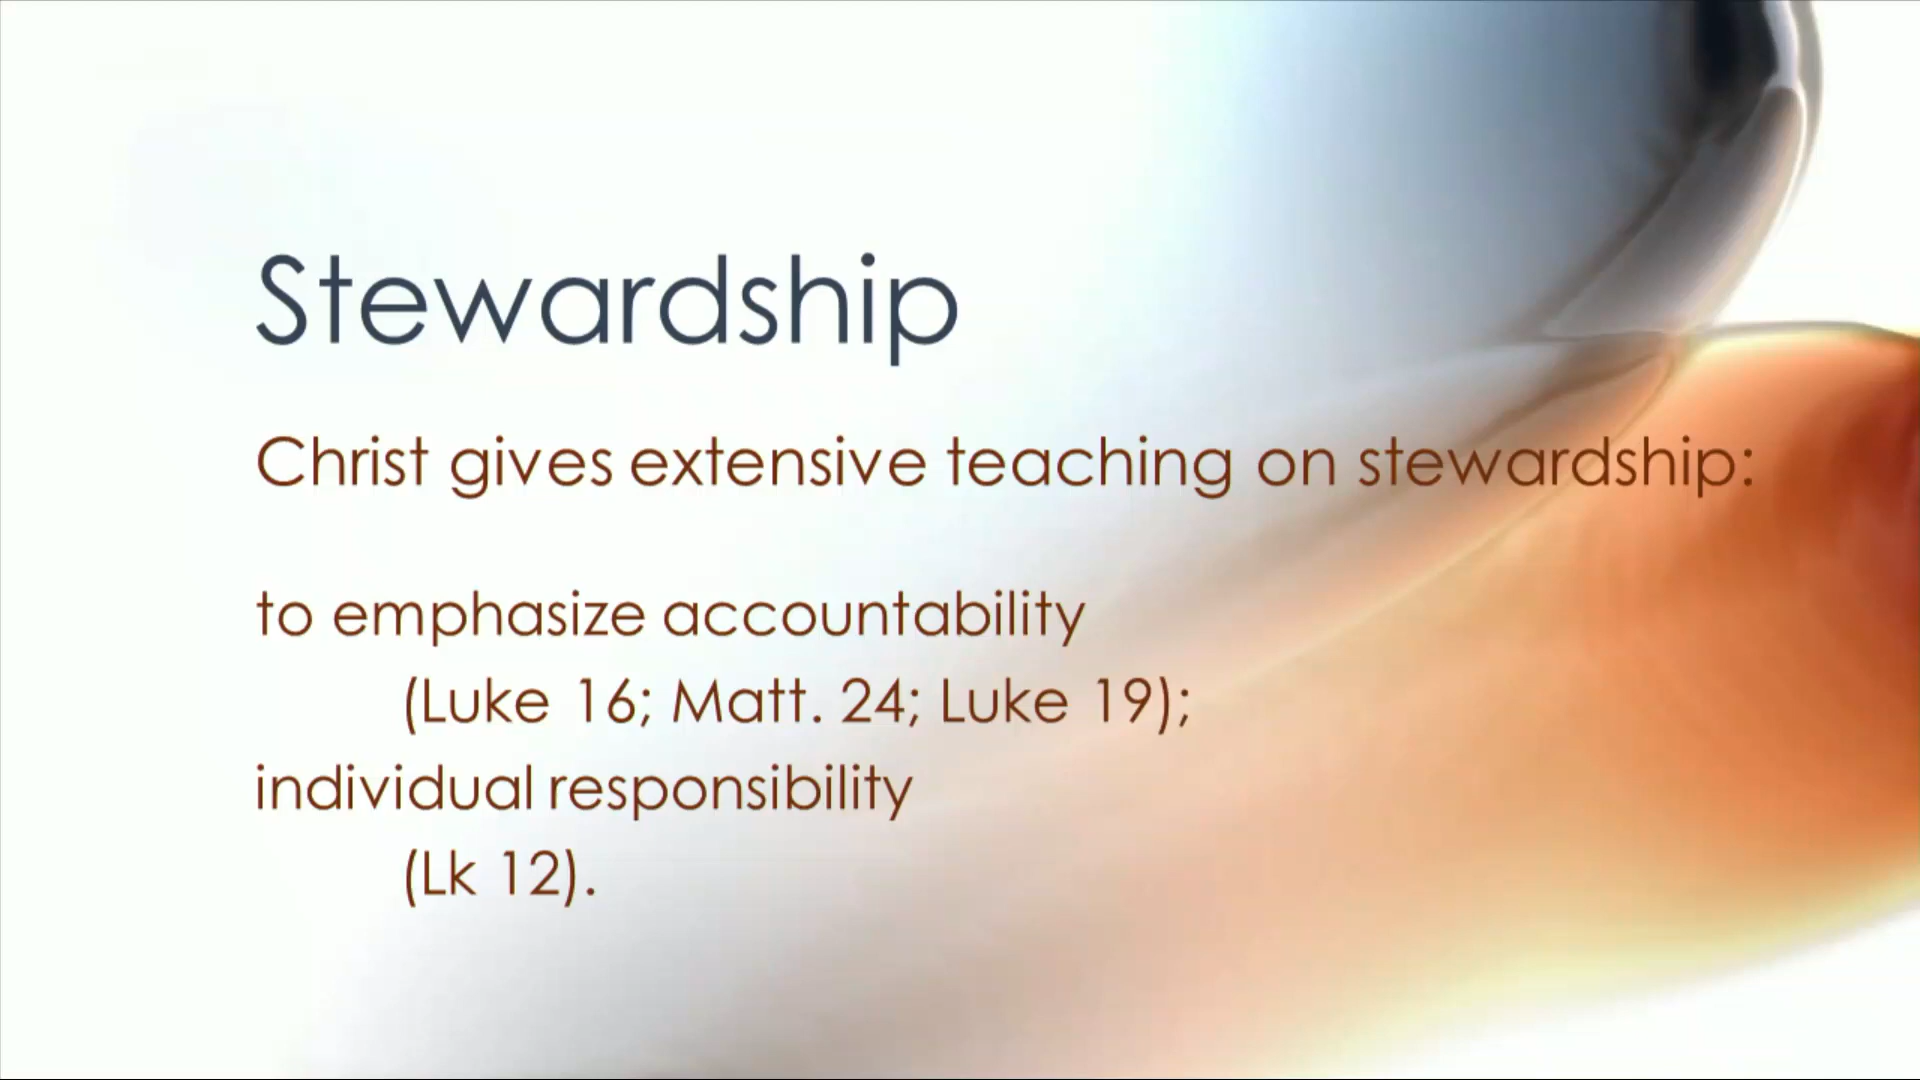 Stewardship
Christ gives extensive teaching on stewardship:
to emphasize accountability
(Luke 16; Matt. 24; Luke 19);
individual responsibility
(Lk 12).